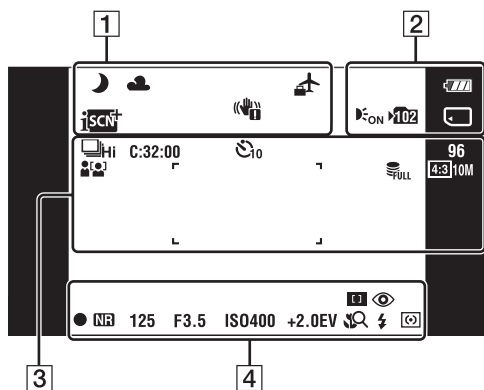 1 2
iSCN+ ON 102
Hi C:32:00 10 FULL 96
4:3 10M
[ ]
NR 125 F3.5 ISO400 +2.0EV
3 4